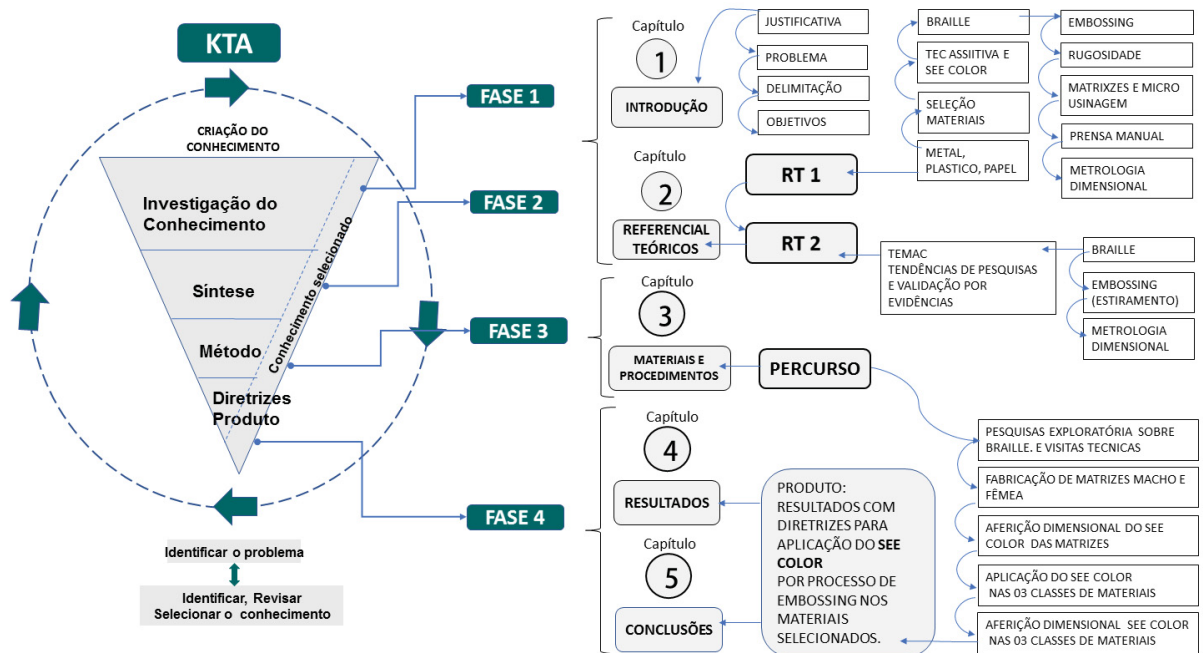 KTA
CRIAÇÃO DO
CONHECIMENTO
Investigação do
Conhecimento
Síntese
Método
Diretrizes
Produto
Conhecimento selecionado
Identificar o problema
Identificar, Revisar
Selecionar o conhecimento
FASE 1
FASE 2
FASE 3
FASE 4
Capítulo
1
INTRODUÇÃO
JUSTIFICATIVA
PROBLEMA
DELIMITAÇÃO
OBJETIVOS
Capítulo
2
REFERENCIAL
TEÓRICOS
RT 1
RT 2
BRAILLE
TEC ASSIITIVA E
SEE COLOR
SELEÇÃO
MATERIAIS
METAL,
PLASTICO, PAPEL
EMBOSSING
RUGOSIDADE
MATRIXZES E MICRO
USINAGEM
PRENSA MANUAL
METROLOGIA
DIMENSIONAL
TEMAC
TENDÊNCIAS DE PESQUISAS
E VALIDAÇÃO POR
EVIDÊNCIAS
BRAILLE
EMBOSSING
(ESTIRAMENTO)
METROLOGIA
DIMENSIONAL
Capítulo
3
MATERIAIS E
PROCEDIMENTOS
PERCURSO
PESQUISAS EXPLORATÓRIA SOBRE
BRAILLE. E VISITAS TECNICAS
FABRICAÇÃO DE MATRIZES MACHO E
FÊMEA
AFERIÇÃO DIMENSIONAL DO SEE
COLOR DAS MATRIZES
APLICAÇÃO DO SEE COLOR
NAS 03 CLASSES DE MATERIAIS
AFERIÇÃO DIMENSIONAL SEE COLOR
NAS 03 CLASSES DE MATERIAIS
Capítulo
4
RESULTADOS
Capítulo
5
CONCLUSÕES
PRODUTO:
RESULTADOS COM
DIRETRIZES PARA
APLICAÇÃO DO SEE
COLOR
POR PROCESSO DE
EMBOSSING NOS
MATERIAIS
SELECIONADOS.